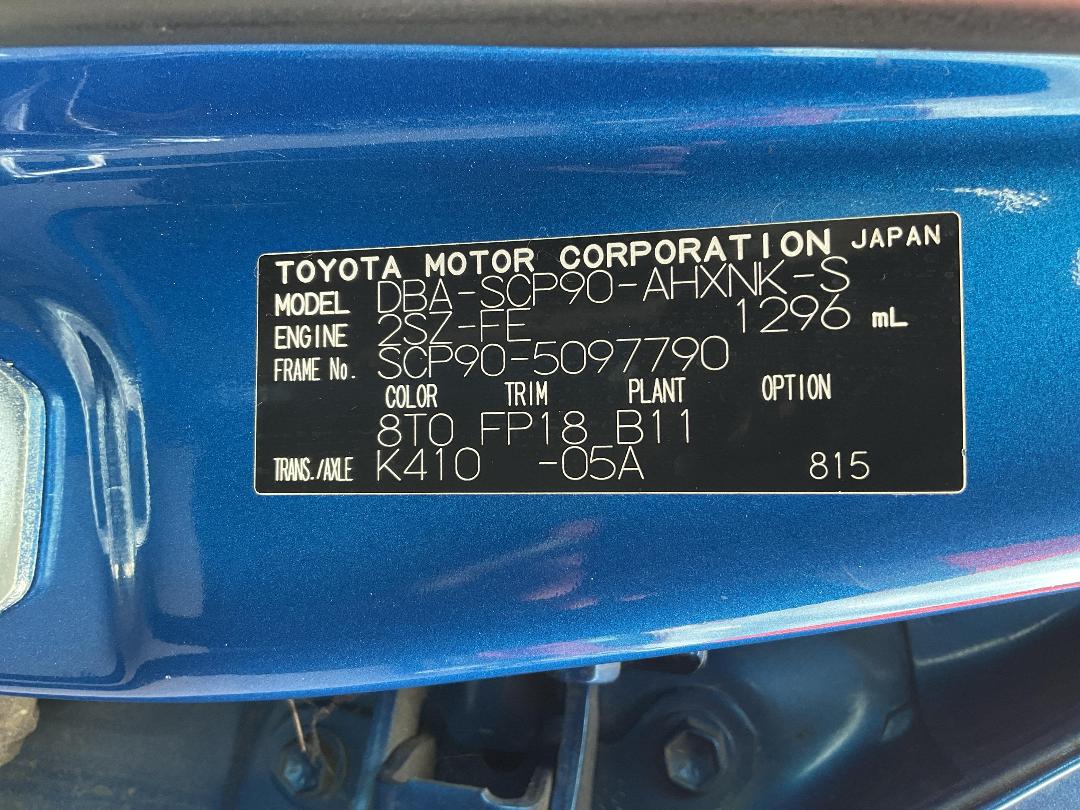 TOYOTA MOTOR CORPORATION JAPAN
MODEL DBA-SCP90-AHXNK-S
ENGINE 2SZ-FE 1296 mL
FRAME No. SCP90-5097790
COLOR TRIM PLANT OPTION
8T0 FP18 B11
TRANS./AXLE K410 -05A 815